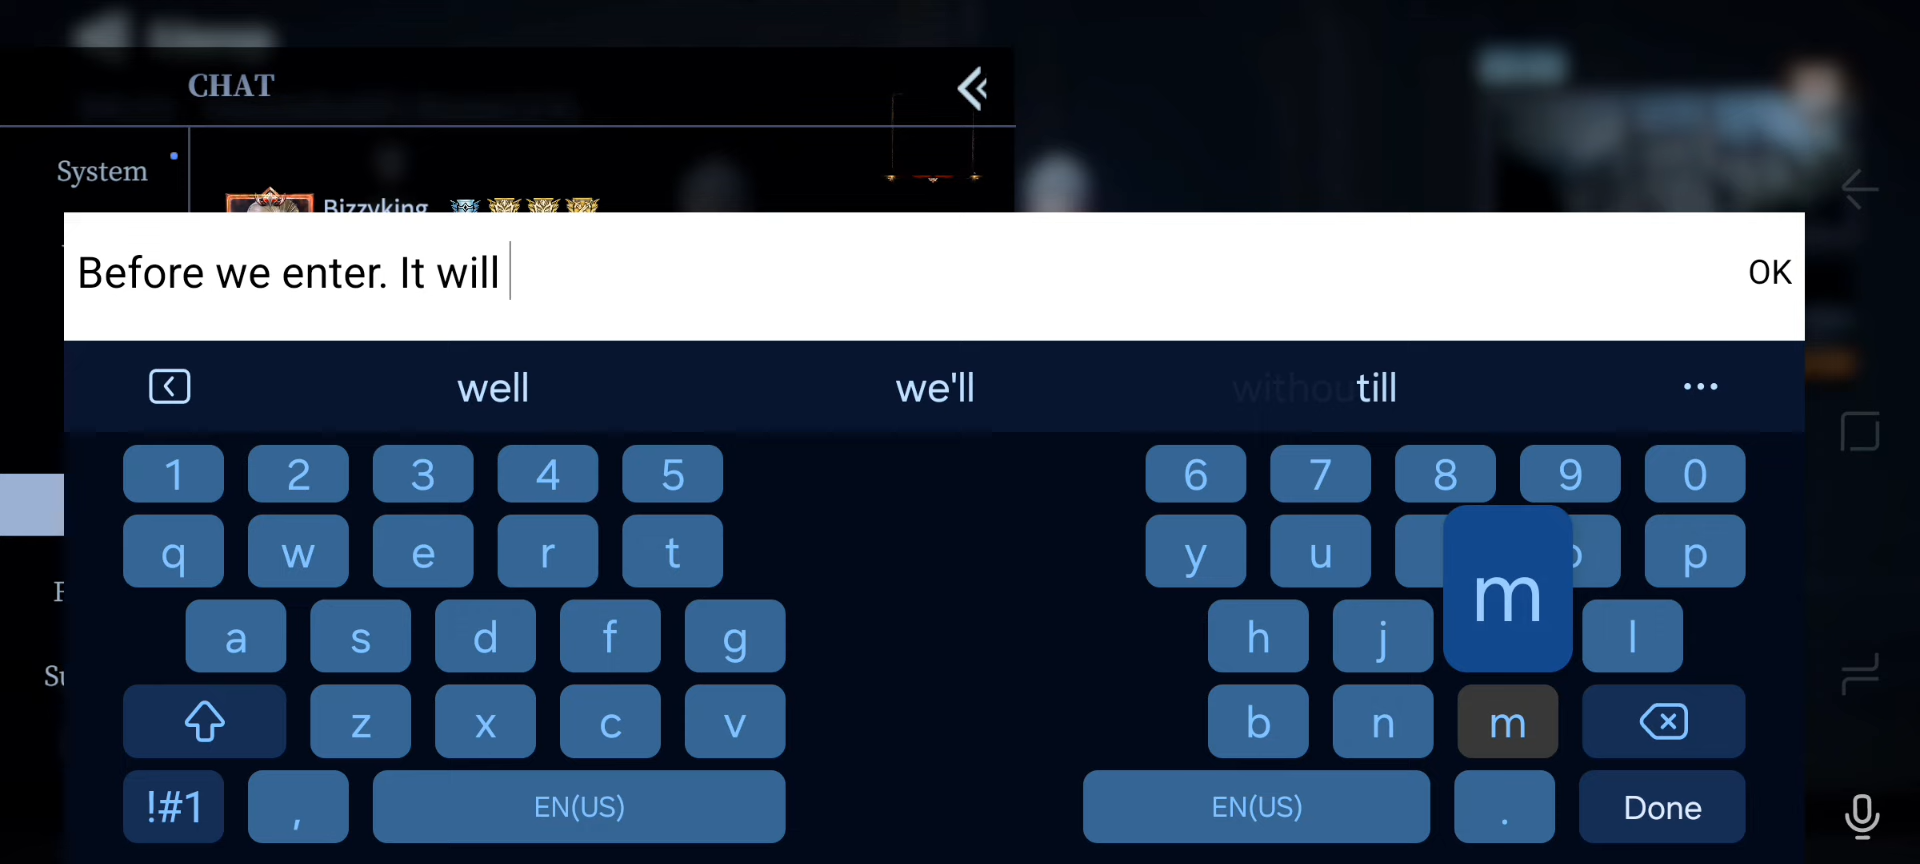 CHAT
System
Bizzyking
Before we enter. It will
OK
well we'll till
1 2 3 4 5 6 7 8 9 0
q w e r t y u p
m
a s d f g h j l
z x c v b n m
!#1 , EN(US) EN(US) . Done